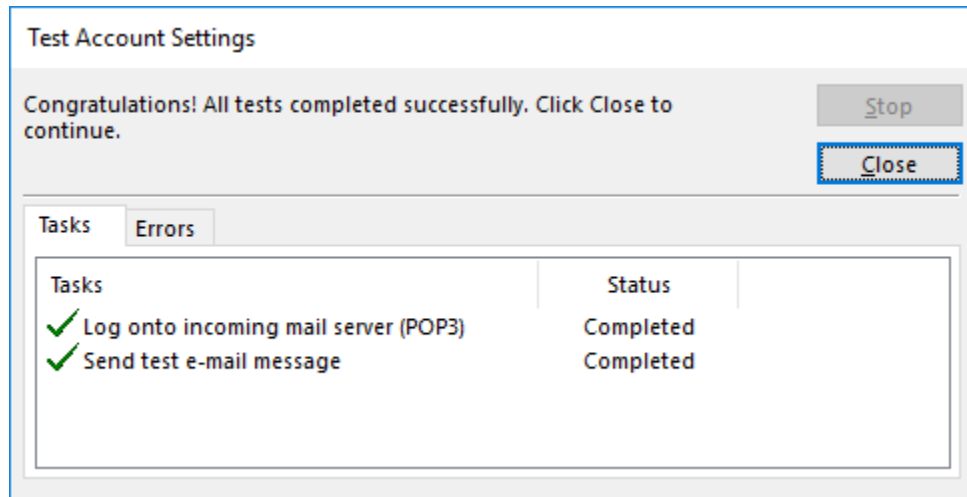 Test Account Settings
Congratulations! All tests completed successfully. Click Close to
continue.
Stop
Close
Tasks Errors
Tasks Status
Log onto incoming mail server (POP3) Completed
Send test e-mail message Completed